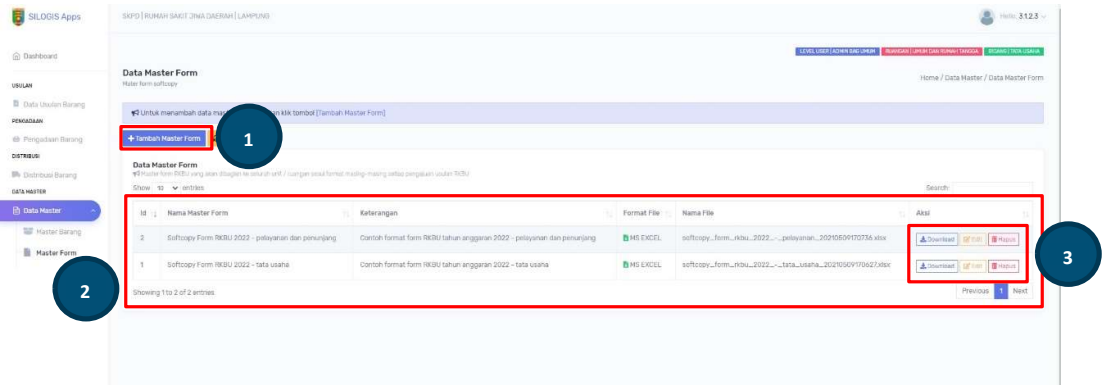 SILOGIS Apps
SKPD | RUMAH SAKIT JIWA DAERAH | LAMPUNG
Hello, 3123
Dashboard
LEVEL USER | ADMIN BAG UMUM
RUANGAN | UMUM DAN RUMAH TANGGA
BIDANG | TATA USAHA
Data Master Form
Home / Data Master / Data Master Form
USULAN
Data Usulan Barang
Untuk menambah data klik tombol [Tambah Master Form]
PENGADAAN
Pengadaan Barang
+ Tambah Master Form
1
DISTRIBUSI
Distribusi Barang
Data Master Form
DATA MASTER
Show 10 entries
Search:
Data Master
Id Nama Master Form Keterangan Format File Nama File Aksi
Master Barang
2 Softcopy Form RKBU 2022 - pelayanan dan penunjang Contoh format form RKBU tahun anggaran 2022 - pelayanan dan penunjang MS EXCEL softcopy_form_rkbu_2022_-_pelayanan_20210509170736.xlsx Download Edit Hapus
Master Form
3
1 Softcopy Form RKBU 2022 - tata usaha Contoh format form RKBU tahun anggaran 2022 - tata usaha MS EXCEL softcopy_form_rkbu_2022_-_tata_usaha_20210509170627.xlsx Download Edit Hapus
2
Showing 1 to 2 of 2 entries
Previous 1 Next